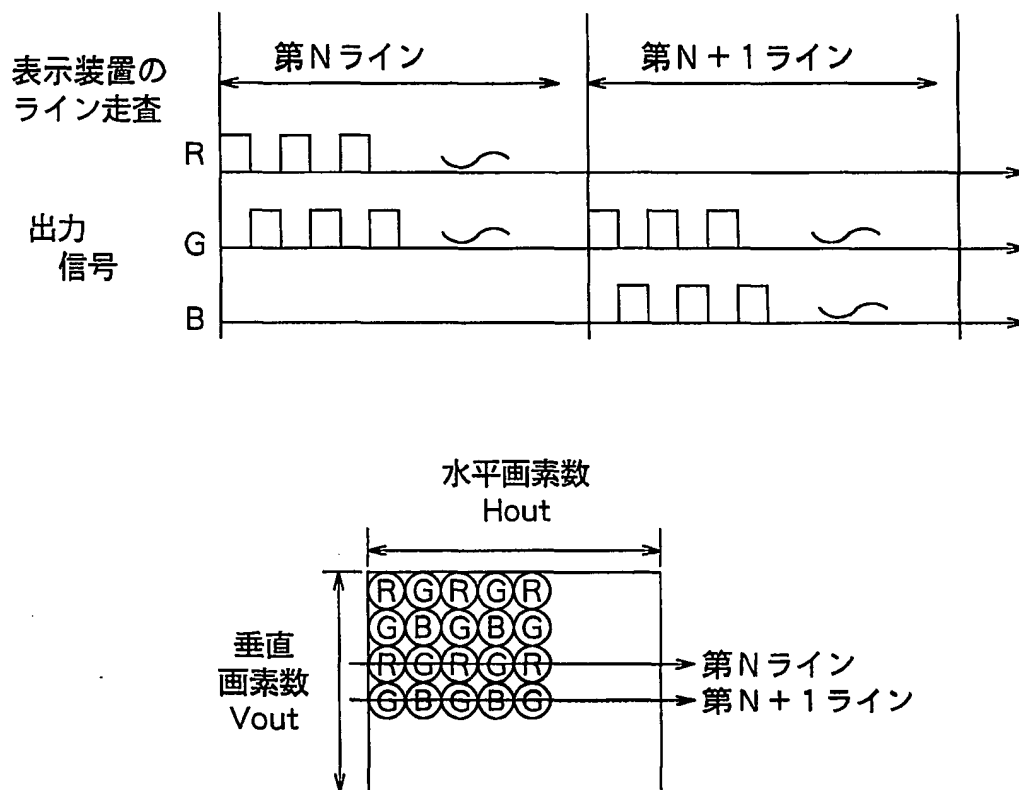 表示装置の
ライン走査
第Nライン
第N+1ライン
R
出力
信号
G
B
水平画素数
Hout
垂直
画素数
Vout
RGRGR
GBGBG
RGRGR
第Nライン
GBGBG
第N+1ライン